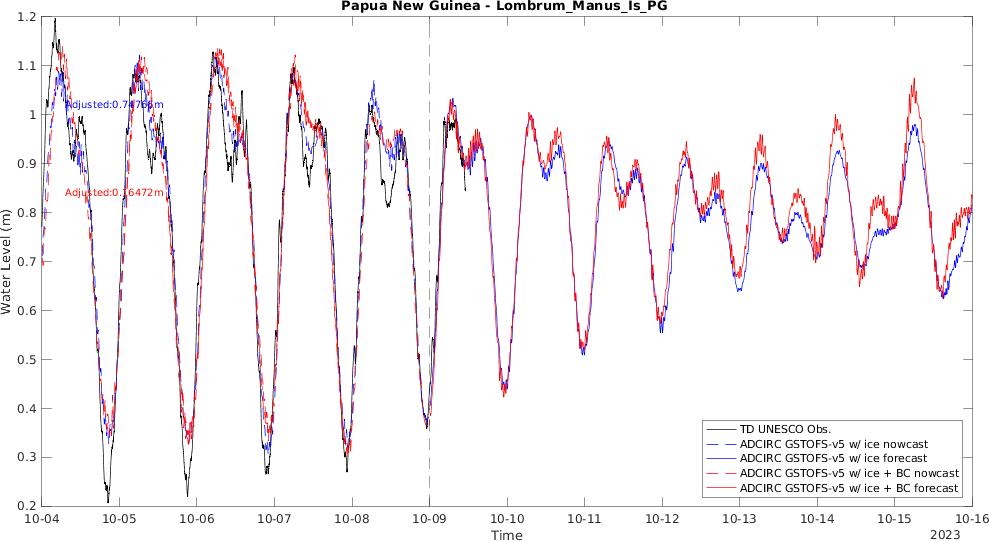 Papua New Guinea - Lombrum_Manus_Is_PG
1.2
1.1
1
0.9
0.8
0.7
0.6
0.5
0.4
0.3
0.2
Water Level (m)
Adjusted:0.74766m
Adjusted:0.16472m
TD UNESCO Obs.
ADCIRC GSTOFS-v5 w/ ice nowcast
ADCIRC GSTOFS-v5 w/ ice forecast
ADCIRC GSTOFS-v5 w/ ice + BC nowcast
ADCIRC GSTOFS-v5 w/ ice + BC forecast
10-04 10-05 10-06 10-07 10-08 10-09 10-10 10-11 10-12 10-13 10-14 10-15 10-16
Time
2023